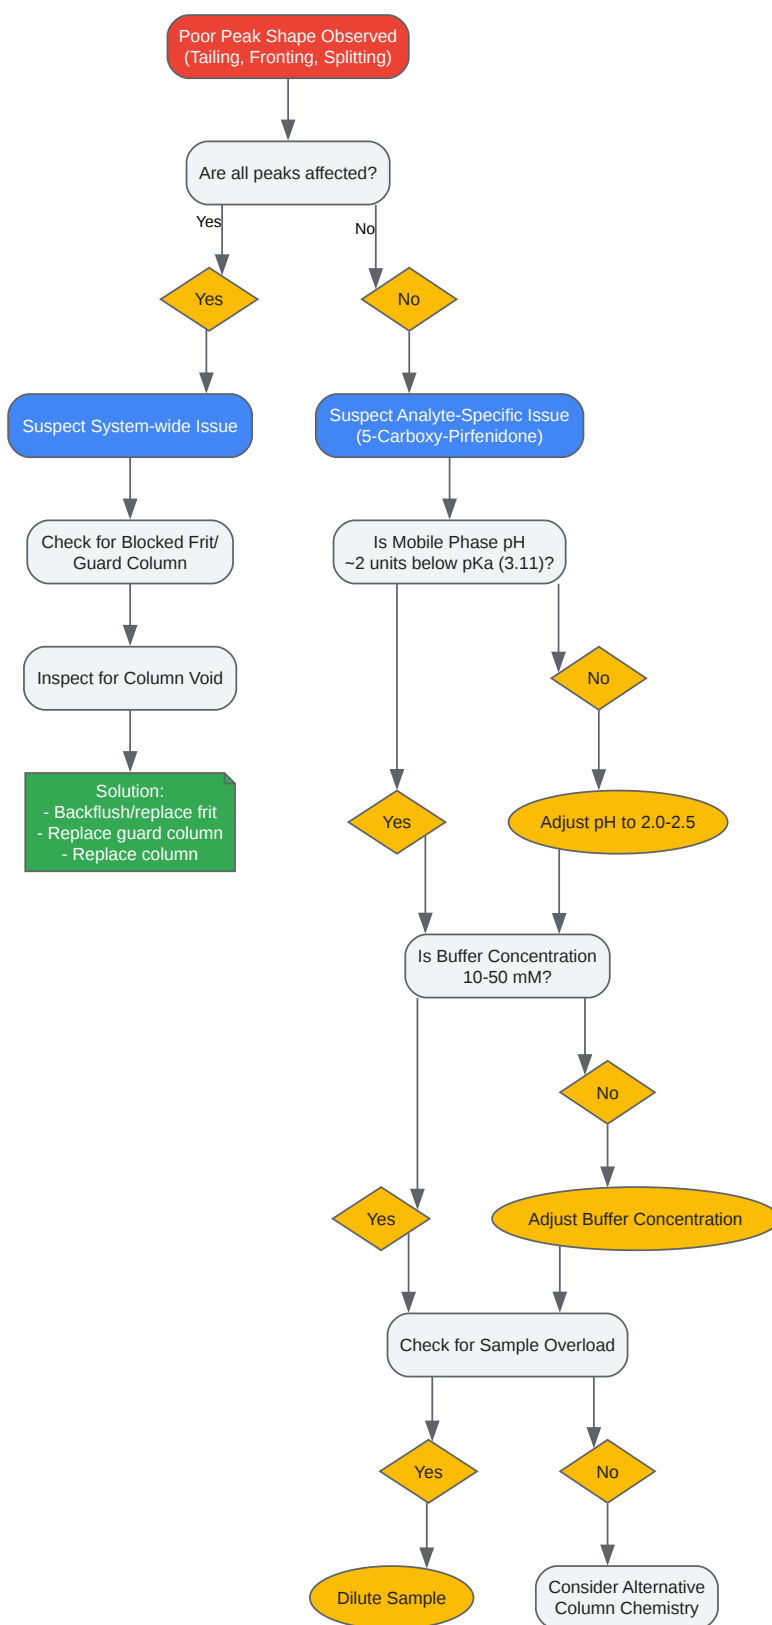 Poor Peak Shape Observed
(Tailing, Fronting, Splitting)
Are all peaks affected?
Yes
No
Yes
No
Suspect System-wide Issue
Suspect Analyte-Specific Issue
(5-Carboxy-Pirfenidone)
Check for Blocked Frit/
Guard Column
Is Mobile Phase pH
~2 units below pKa (3.11)?
Inspect for Column Void
No
Solution:
- Backflush/replace frit
- Replace guard column
- Replace column
Yes
Adjust pH to 2.0-2.5
Is Buffer Concentration
10-50 mM?
No
Yes
Adjust Buffer Concentration
Check for Sample Overload
Yes
No
Dilute Sample
Consider Alternative
Column Chemistry